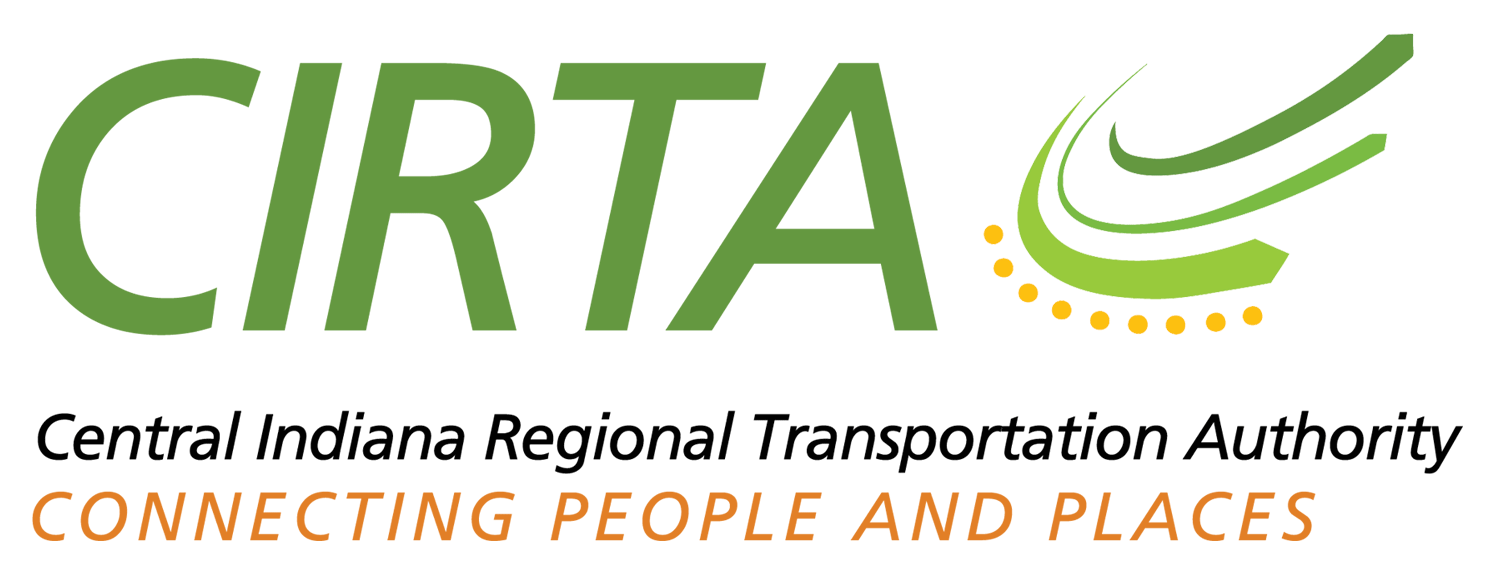 CIRTA
Central Indiana Regional Transportation Authority
CONNECTING PEOPLE AND PLACES